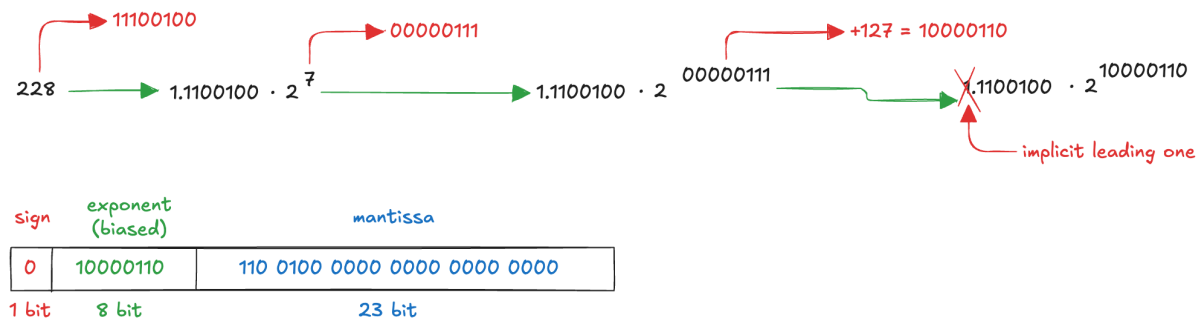 11100100
00000111
+127 = 10000110
228
1.1100100 · 2 7
1.1100100 · 2 00000111
1.1100100 · 2 10000110
implicit leading one
sign
exponent
(biased)
mantissa
0
10000110
110 0100 0000 0000 0000 0000
1 bit
8 bit
23 bit